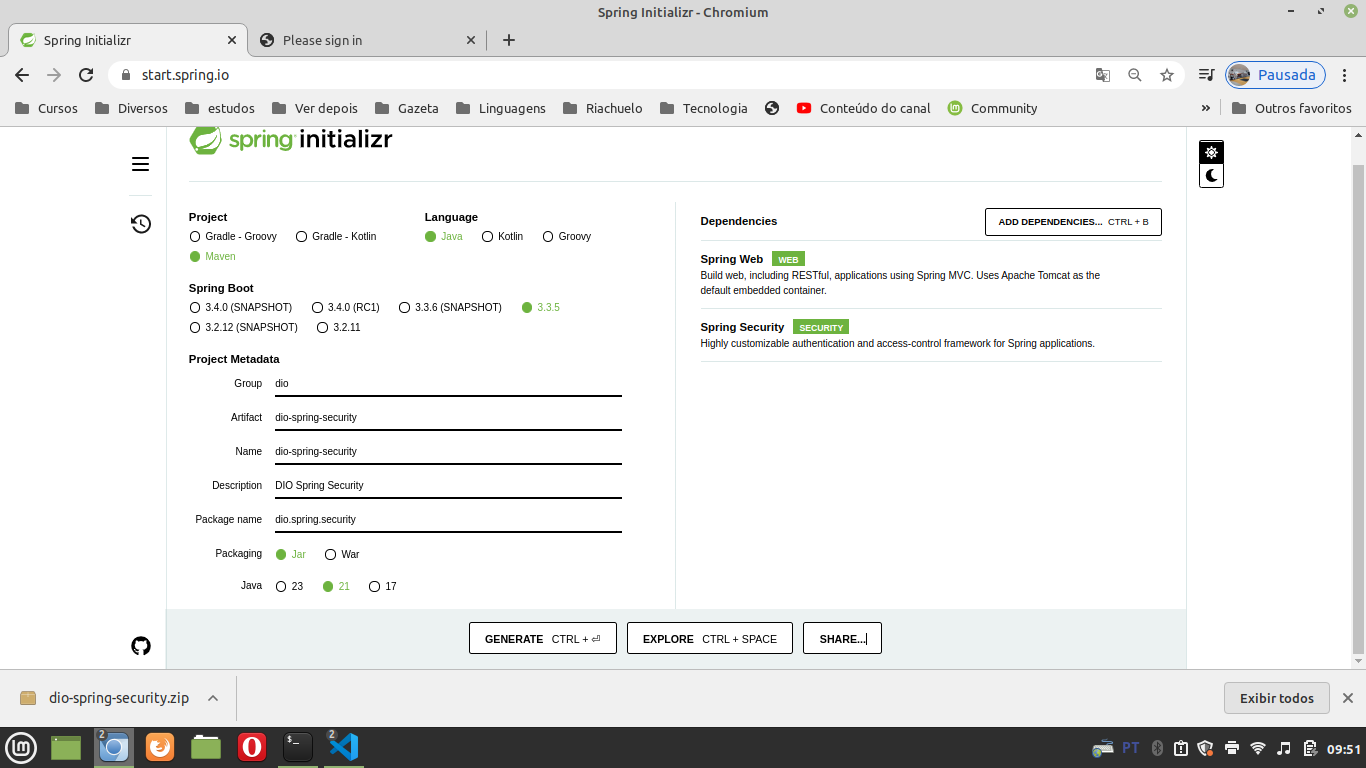 Spring Initializr - Chromium
Spring Initializr
Please sign in
start.spring.io
Pausada
Cursos
Diversos
estudos
Ver depois
Gazeta
Linguagens
Riachuelo
Tecnologia
Conteúdo do canal
Community
»
Outros favoritos
spring initializr
Project
Gradle - Groovy
Gradle - Kotlin
Maven
Language
Java
Kotlin
Groovy
Spring Boot
3.4.0 (SNAPSHOT)
3.4.0 (RC1)
3.3.6 (SNAPSHOT)
3.3.5
3.2.12 (SNAPSHOT)
3.2.11
Project Metadata
Group dio
Artifact dio-spring-security
Name dio-spring-security
Description DIO Spring Security
Package name dio.spring.security
Packaging Jar War
Java 23 21 17
Dependencies
ADD DEPENDENCIES... CTRL + B
Spring Web WEB
Build web, including RESTful, applications using Spring MVC. Uses Apache Tomcat as the
default embedded container.
Spring Security SECURITY
Highly customizable authentication and access-control framework for Spring applications.
GENERATE CTRL + ⏎
EXPLORE CTRL + SPACE
SHARE...
dio-spring-security.zip
Exibir todos
2
2
PT
09:51